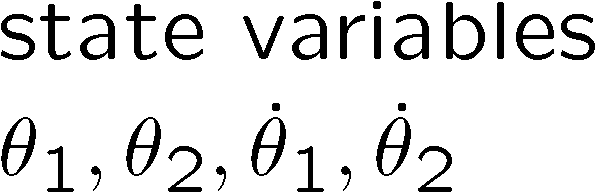 state variables
θ₁, θ₂, θ̇₁, θ̇₂